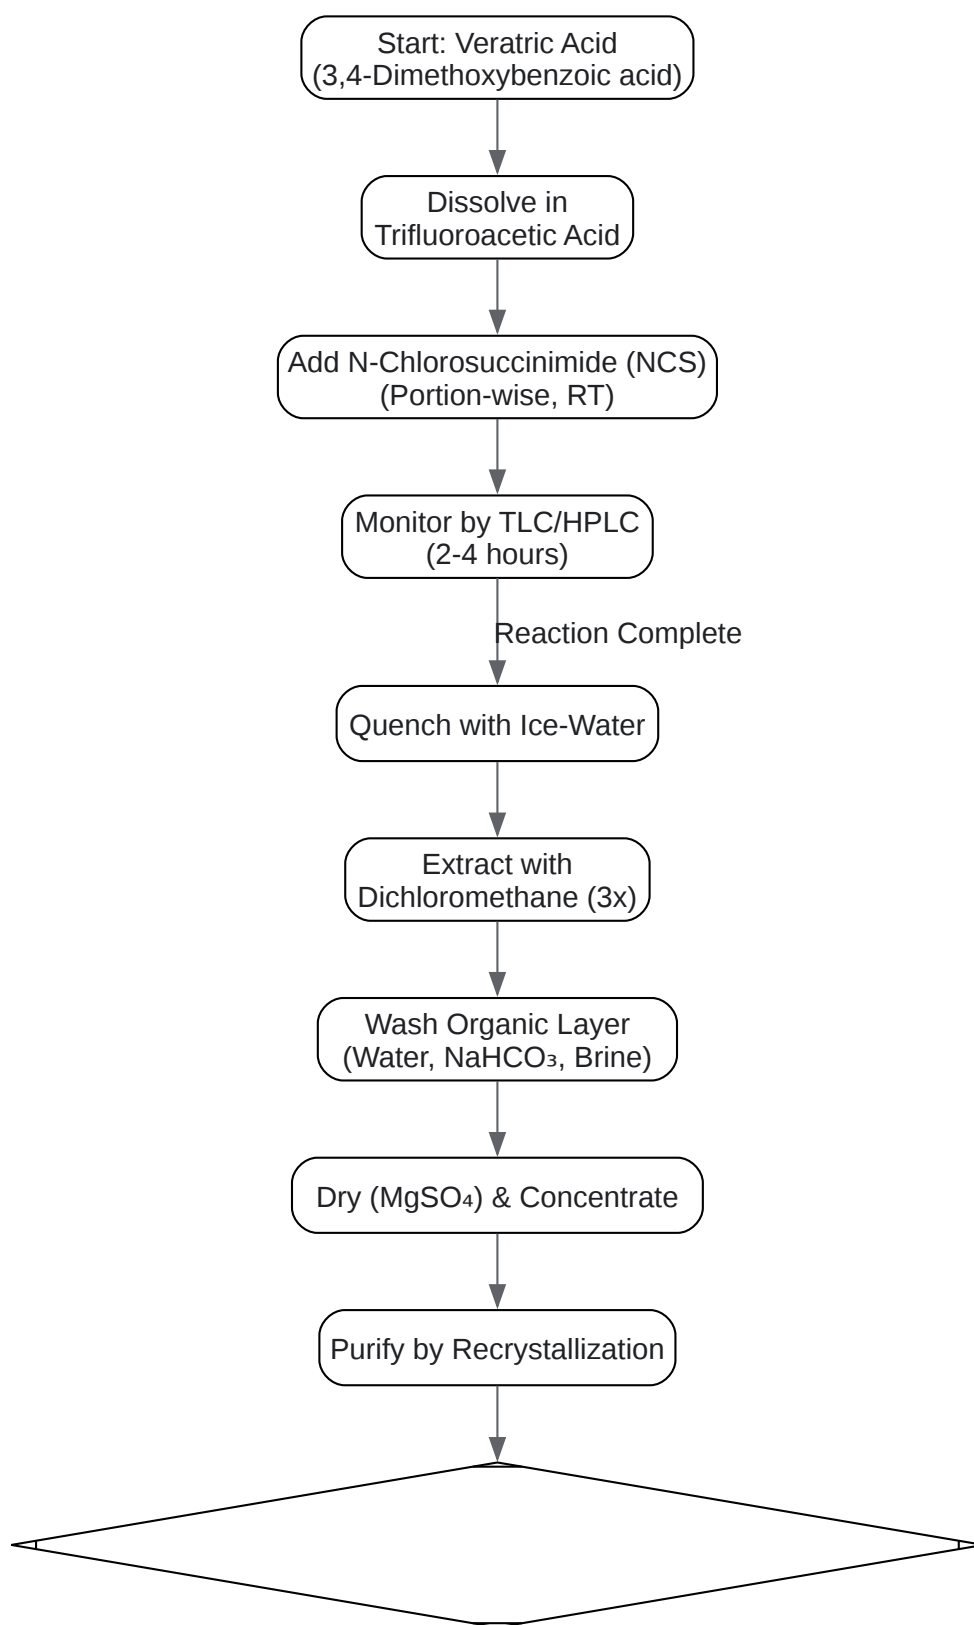 Start: Veratric Acid
(3,4-Dimethoxybenzoic acid)
Dissolve in
Trifluoroacetic Acid
Add N-Chlorosuccinimide (NCS)
(Portion-wise, RT)
Monitor by TLC/HPLC
(2-4 hours)
Reaction Complete
Quench with Ice-Water
Extract with
Dichloromethane (3x)
Wash Organic Layer
(Water, NaHCO₃, Brine)
Dry (MgSO₄) & Concentrate
Purify by Recrystallization